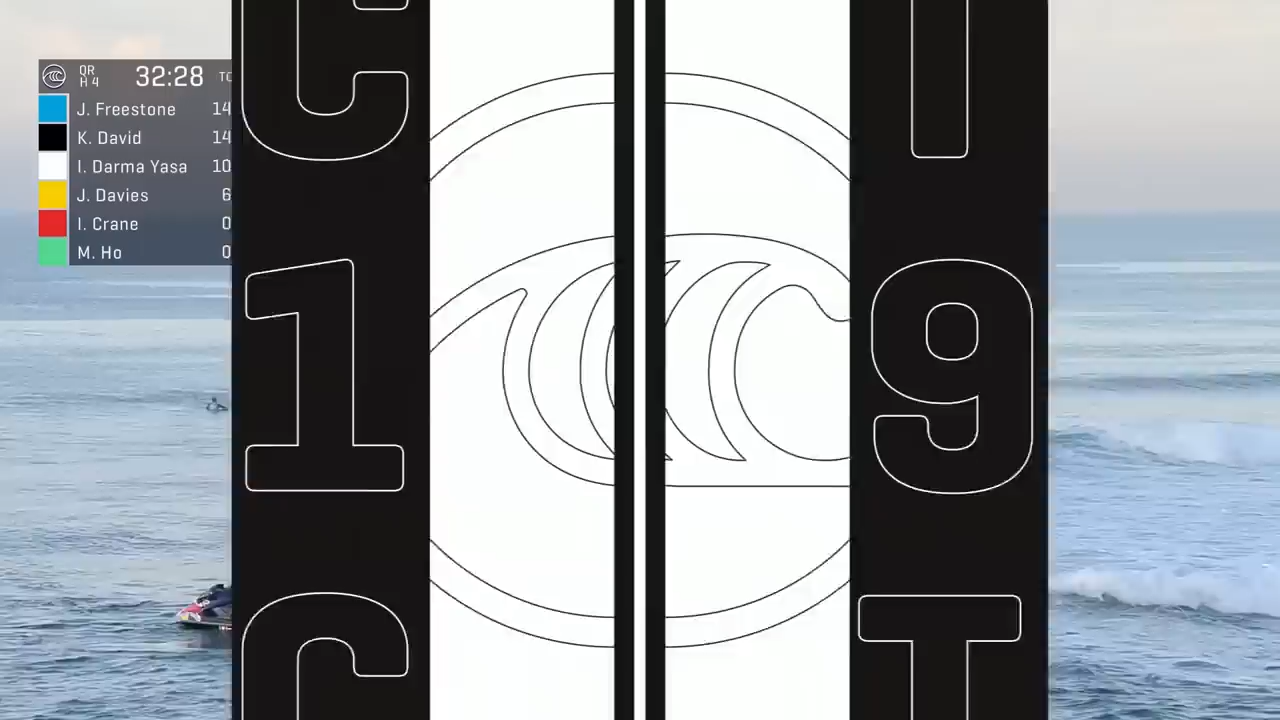 QR
H 4
32:28
J. Freestone 14
K. David 14
I. Darma Yasa 10
J. Davies 6
I. Crane 0
M. Ho 0
1
9
C
T